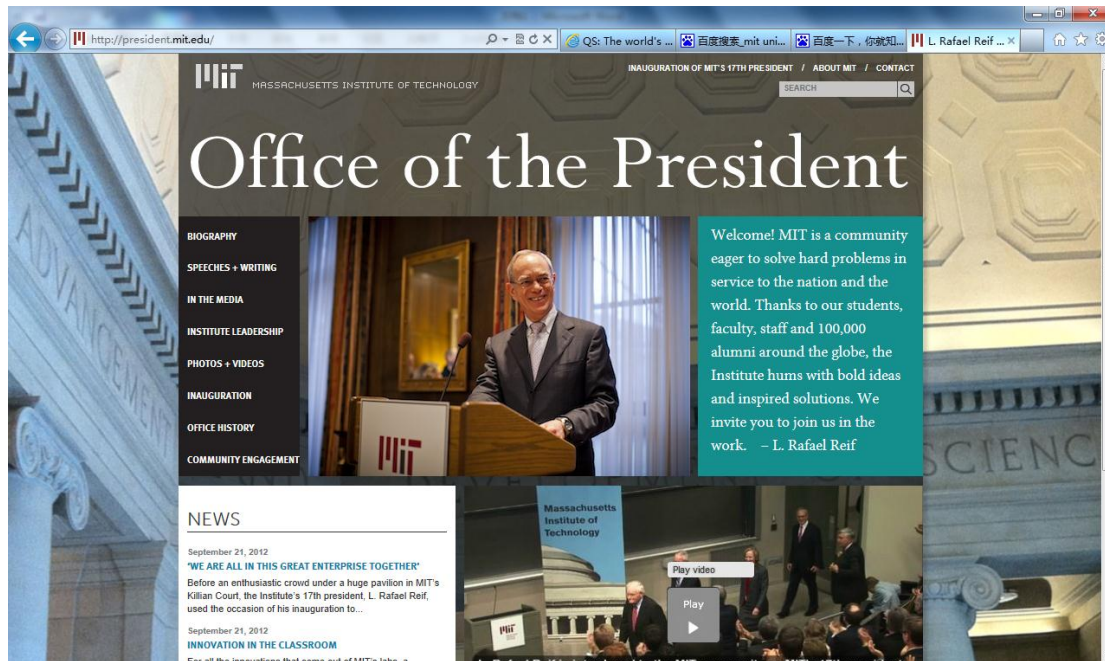 http://president.mit.edu/
QS: The world's ...
百度搜索_mit uni...
百度一下，你就知...
L. Rafael Reif ...
MIT
MASSACHUSETTS INSTITUTE OF TECHNOLOGY
INAUGURATION OF MIT'S 17TH PRESIDENT / ABOUT MIT / CONTACT
SEARCH
Office of the President
BIOGRAPHY
SPEECHES + WRITING
IN THE MEDIA
INSTITUTE LEADERSHIP
PHOTOS + VIDEOS
INAUGURATION
OFFICE HISTORY
COMMUNITY ENGAGEMENT
MIT
Welcome! MIT is a community
eager to solve hard problems in
service to the nation and the
world. Thanks to our students,
faculty, staff and 100,000
alumni around the globe, the
Institute hums with bold ideas
and inspired solutions. We
invite you to join us in the
work. – L. Rafael Reif
ADVANCEMENT
SCIENC
NEWS
September 21, 2012
'WE ARE ALL IN THIS GREAT ENTERPRISE TOGETHER'
Before an enthusiastic crowd under a huge pavilion in MIT's
Killian Court, the Institute's 17th president, L. Rafael Reif,
used the occasion of his inauguration to...
September 21, 2012
INNOVATION IN THE CLASSROOM
Massachusetts
Institute of
Technology
Play video
Play
MIT